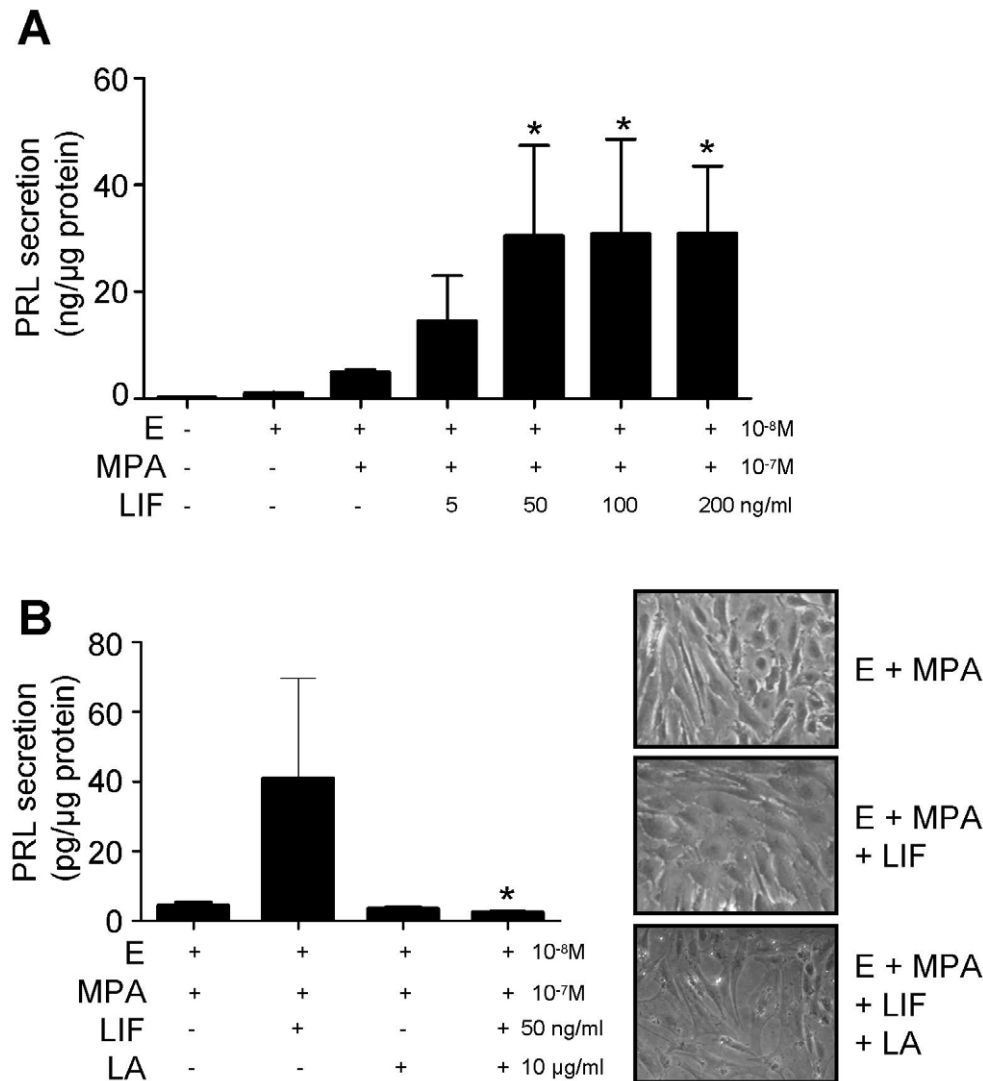 A
PRL secretion
(ng/µg protein)
60
40
20
0
* * *
E - + + + + + + 10⁻⁸M
MPA - - + + + + + 10⁻⁷M
LIF - - - 5 50 100 200 ng/ml
B
PRL secretion
(pg/µg protein)
80
60
40
20
0
*
E + + + + 10⁻⁸M
MPA + + + + 10⁻⁷M
LIF - + - + 50 ng/ml
LA - - + + 10 µg/ml
E + MPA
E + MPA
+ LIF
E + MPA
+ LIF
+ LA